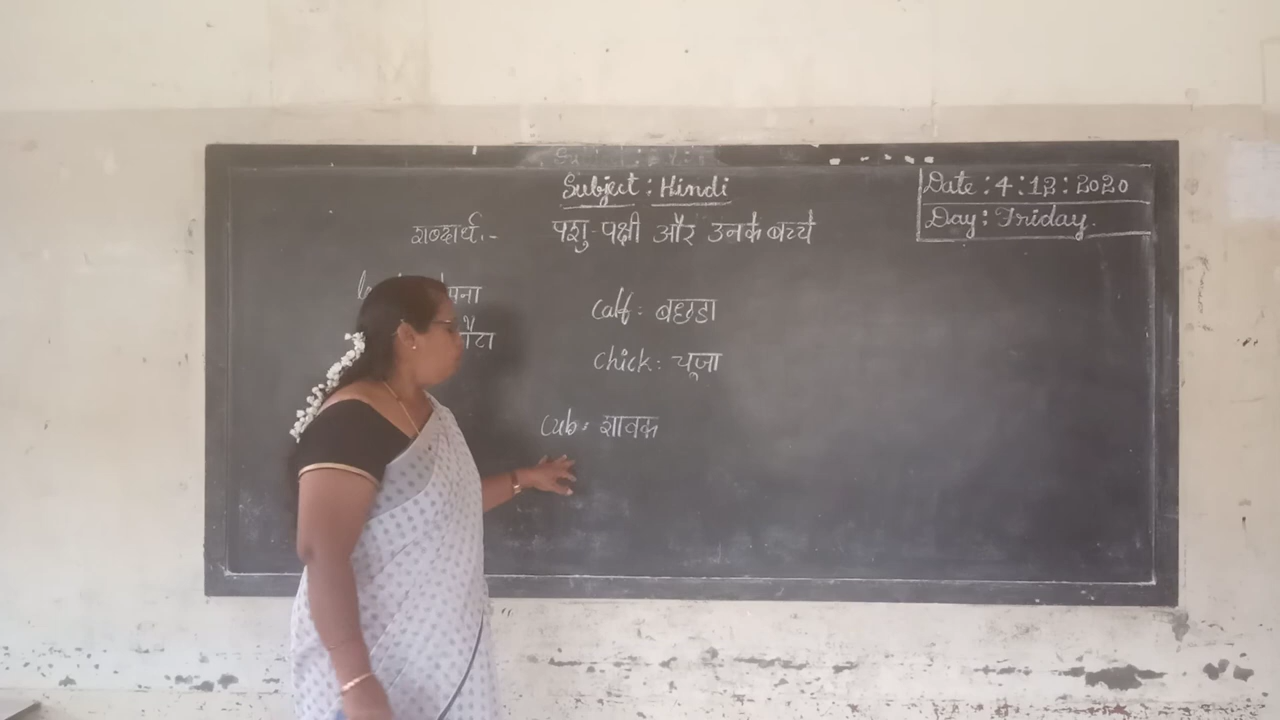 Subject : Hindi
Date : 4 : 12 : 2020
Day : Friday.
शब्दार्थ :- पशु-पक्षी और उनके बच्चे
calf : बछडा
chick : चूजा
cub : शावक